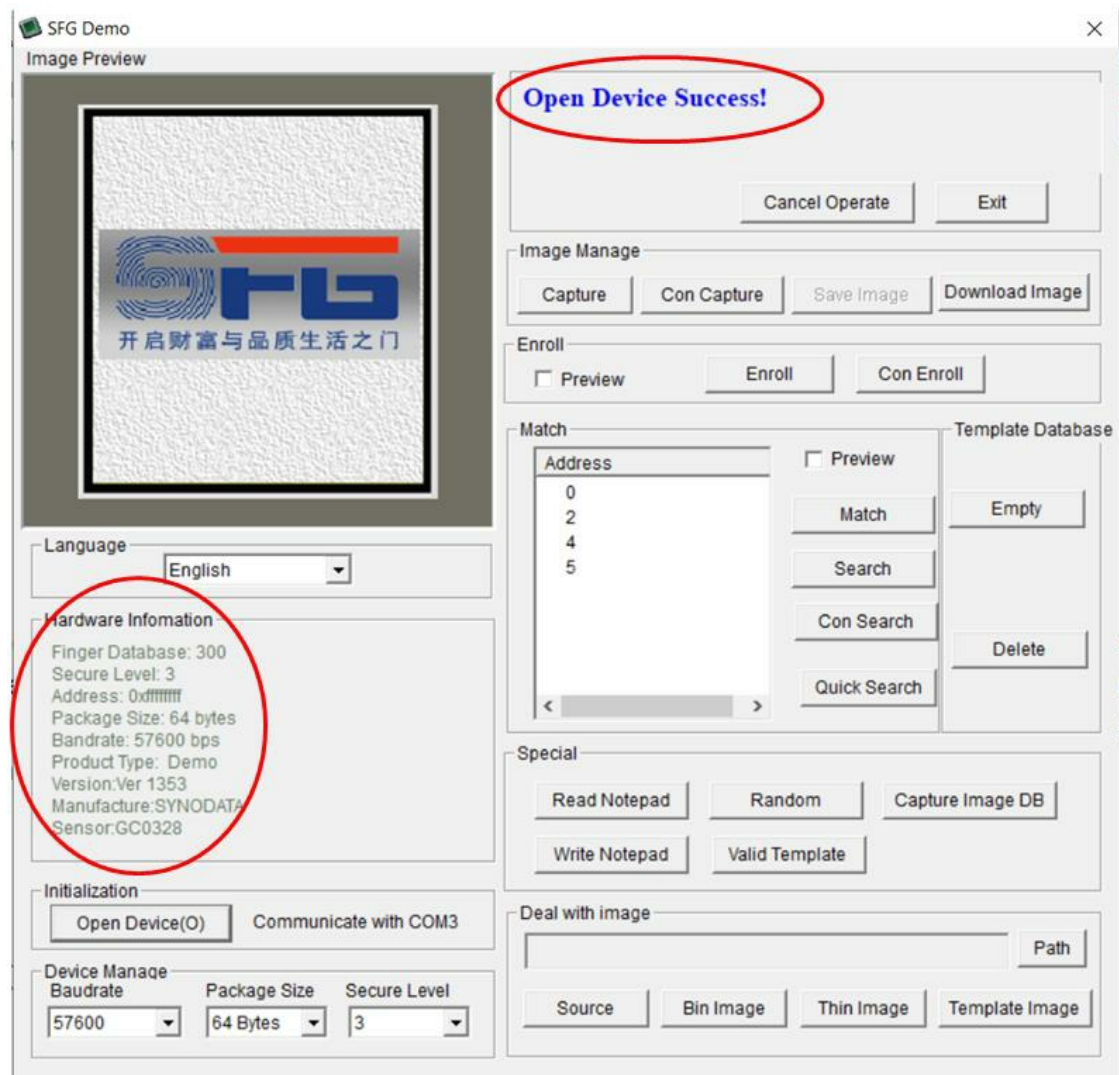 SFG Demo
Image Preview
SFG
开启财富与品质生活之门
Open Device Success!
Cancel Operate
Exit
Image Manage
Capture
Con Capture
Save Image
Download Image
Enroll
Preview
Enroll
Con Enroll
Match
Address
0
2
4
5
Preview
Match
Search
Con Search
Quick Search
Template Database
Empty
Delete
Language
English
Hardware Infomation
Finger Database: 300
Secure Level: 3
Address: 0xffffffff
Package Size: 64 bytes
Bandrate: 57600 bps
Product Type: Demo
Version:Ver 1353
Manufacture:SYNODATA
Sensor:GC0328
Initialization
Open Device(O)
Communicate with COM3
Device Manage
Baudrate
Package Size
Secure Level
57600
64 Bytes
3
Special
Read Notepad
Random
Capture Image DB
Write Notepad
Valid Template
Deal with image
Path
Source
Bin Image
Thin Image
Template Image